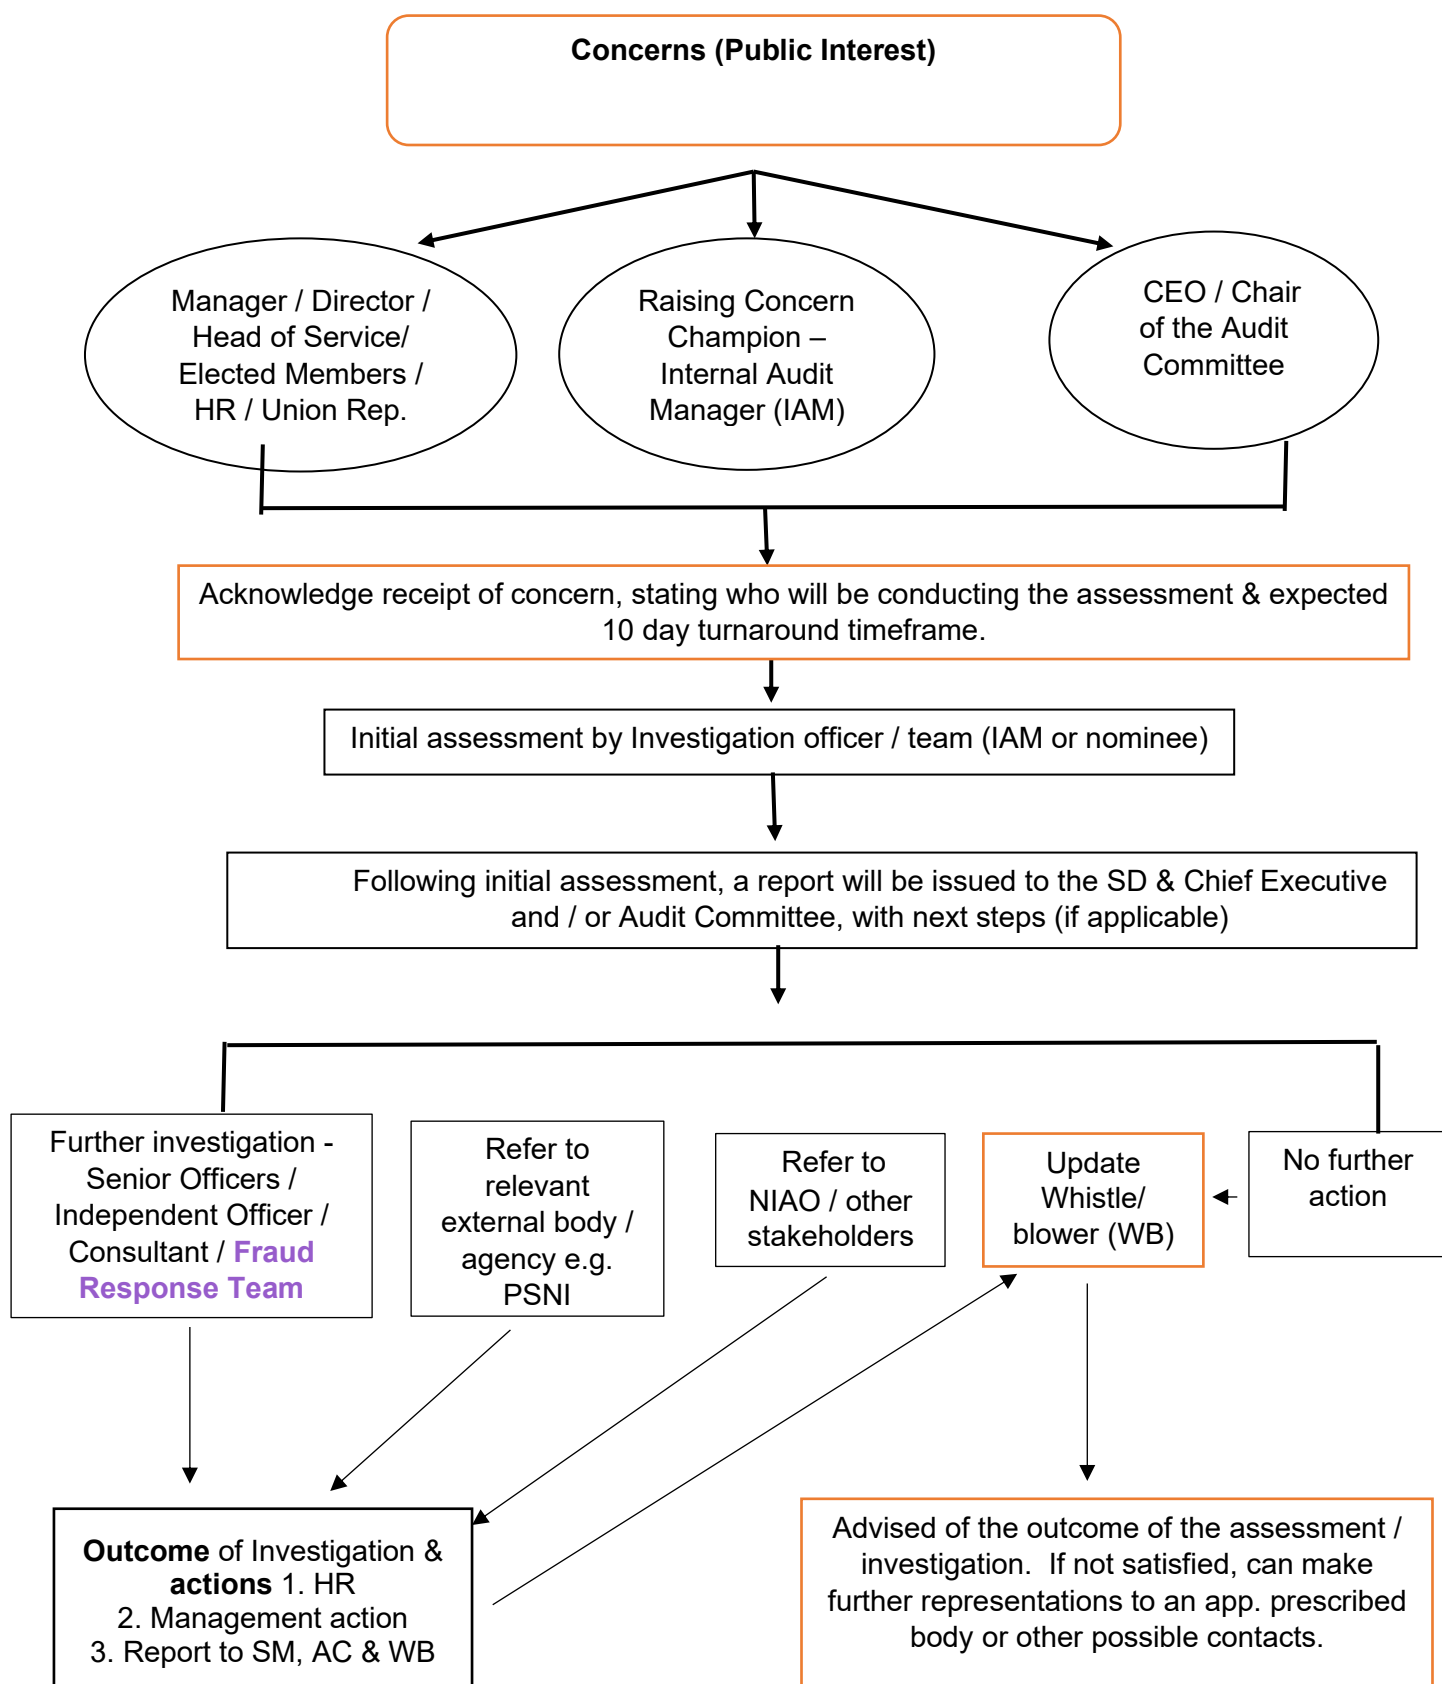 Concerns (Public Interest)
Manager / Director /
Head of Service/
Elected Members /
HR / Union Rep.
Raising Concern
Champion –
Internal Audit
Manager (IAM)
CEO / Chair
of the Audit
Committee
Acknowledge receipt of concern, stating who will be conducting the assessment & expected
10 day turnaround timeframe.
Initial assessment by Investigation officer / team (IAM or nominee)
Following initial assessment, a report will be issued to the SD & Chief Executive
and / or Audit Committee, with next steps (if applicable)
Further investigation -
Senior Officers /
Independent Officer /
Consultant / Fraud
Response Team
Refer to
relevant
external body /
agency e.g.
PSNI
Refer to
NIAO / other
stakeholders
Update
Whistle/
blower (WB)
No further
action
Outcome of Investigation &
actions 1. HR
2. Management action
3. Report to SM, AC & WB
Advised of the outcome of the assessment /
investigation.  If not satisfied, can make
further representations to an app. prescribed
body or other possible contacts.